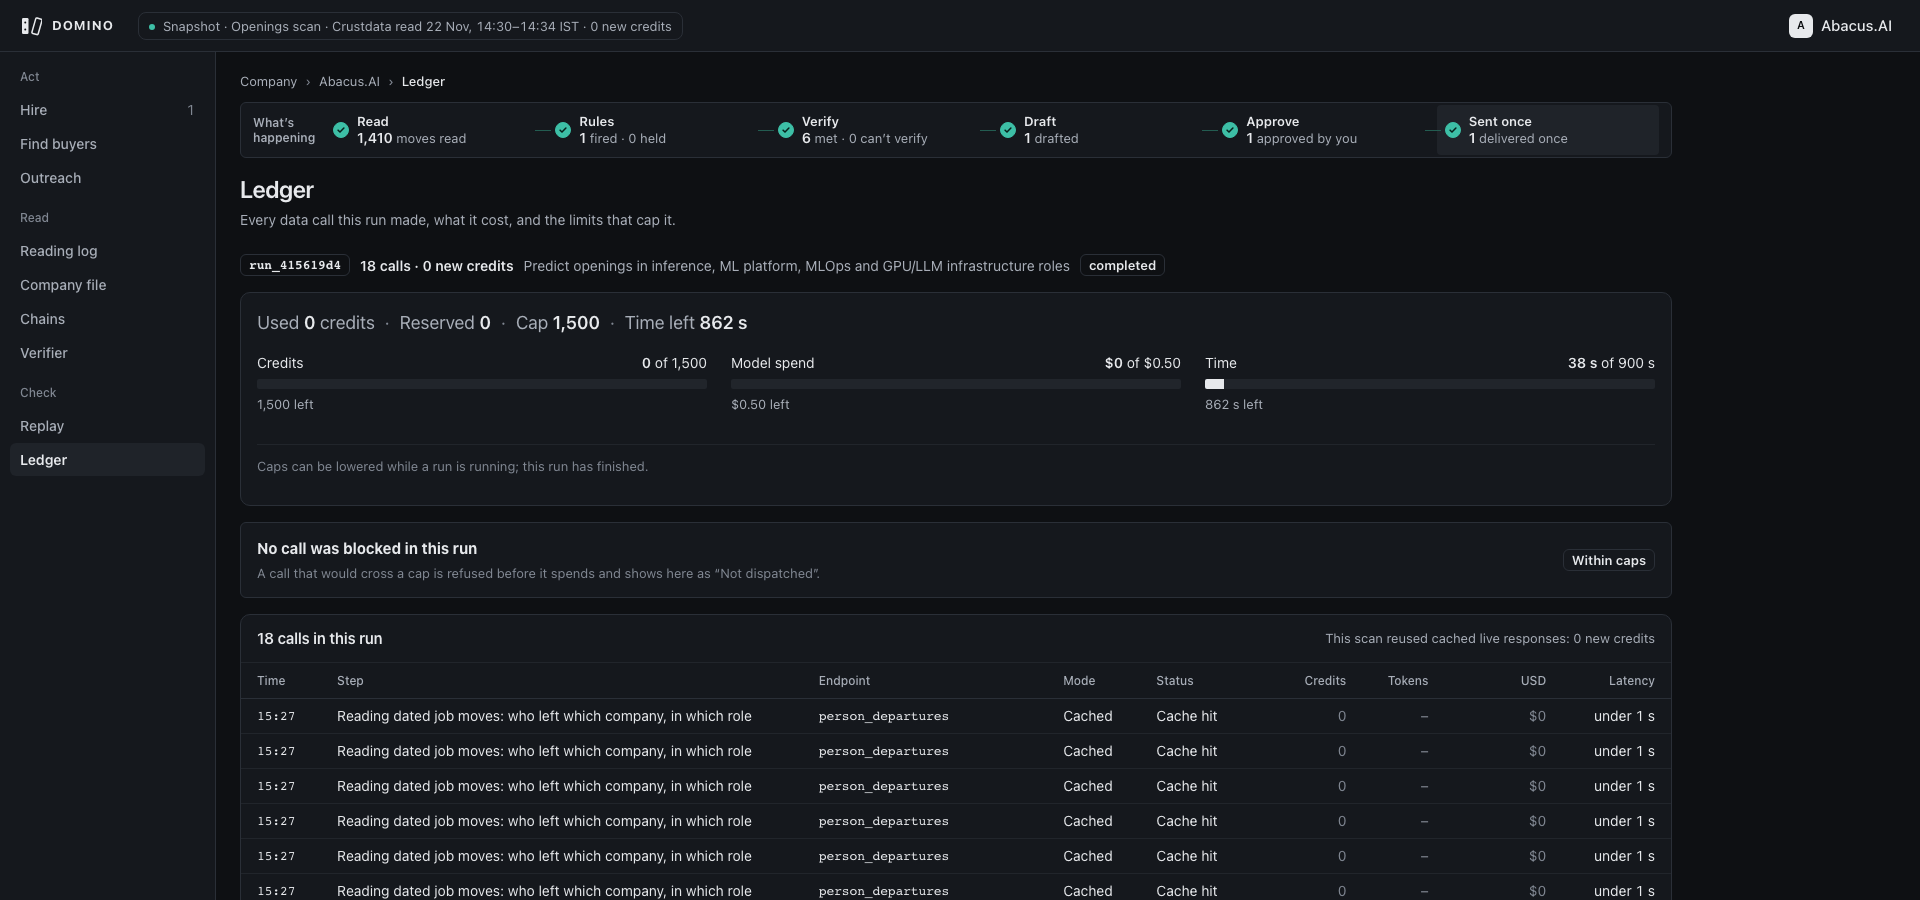 DOMINO
Snapshot · Openings scan · Crustdata read 22 Nov, 14:30–14:34 IST · 0 new credits
A
Abacus.AI
Act
Hire 1
Find buyers
Outreach
Read
Reading log
Company file
Chains
Verifier
Check
Replay
Ledger
Company › Abacus.AI › Ledger
What's happening
Read
1,410 moves read
Rules
1 fired · 0 held
Verify
6 met · 0 can't verify
Draft
1 drafted
Approve
1 approved by you
Sent once
1 delivered once
Ledger
Every data call this run made, what it cost, and the limits that cap it.
run_415619d4 18 calls · 0 new credits Predict openings in inference, ML platform, MLOps and GPU/LLM infrastructure roles completed
Used 0 credits · Reserved 0 · Cap 1,500 · Time left 862 s
Credits 0 of 1,500
1,500 left
Model spend $0 of $0.50
$0.50 left
Time 38 s of 900 s
862 s left
Caps can be lowered while a run is running; this run has finished.
No call was blocked in this run
A call that would cross a cap is refused before it spends and shows here as “Not dispatched”.
Within caps
18 calls in this run
This scan reused cached live responses: 0 new credits
Time Step Endpoint Mode Status Credits Tokens USD Latency
15:27 Reading dated job moves: who left which company, in which role person_departures Cached Cache hit 0 – $0 under 1 s
15:27 Reading dated job moves: who left which company, in which role person_departures Cached Cache hit 0 – $0 under 1 s
15:27 Reading dated job moves: who left which company, in which role person_departures Cached Cache hit 0 – $0 under 1 s
15:27 Reading dated job moves: who left which company, in which role person_departures Cached Cache hit 0 – $0 under 1 s
15:27 Reading dated job moves: who left which company, in which role person_departures Cached Cache hit 0 – $0 under 1 s
15:27 Reading dated job moves: who left which company, in which role person_departures Cached Cache hit 0 – $0 under 1 s